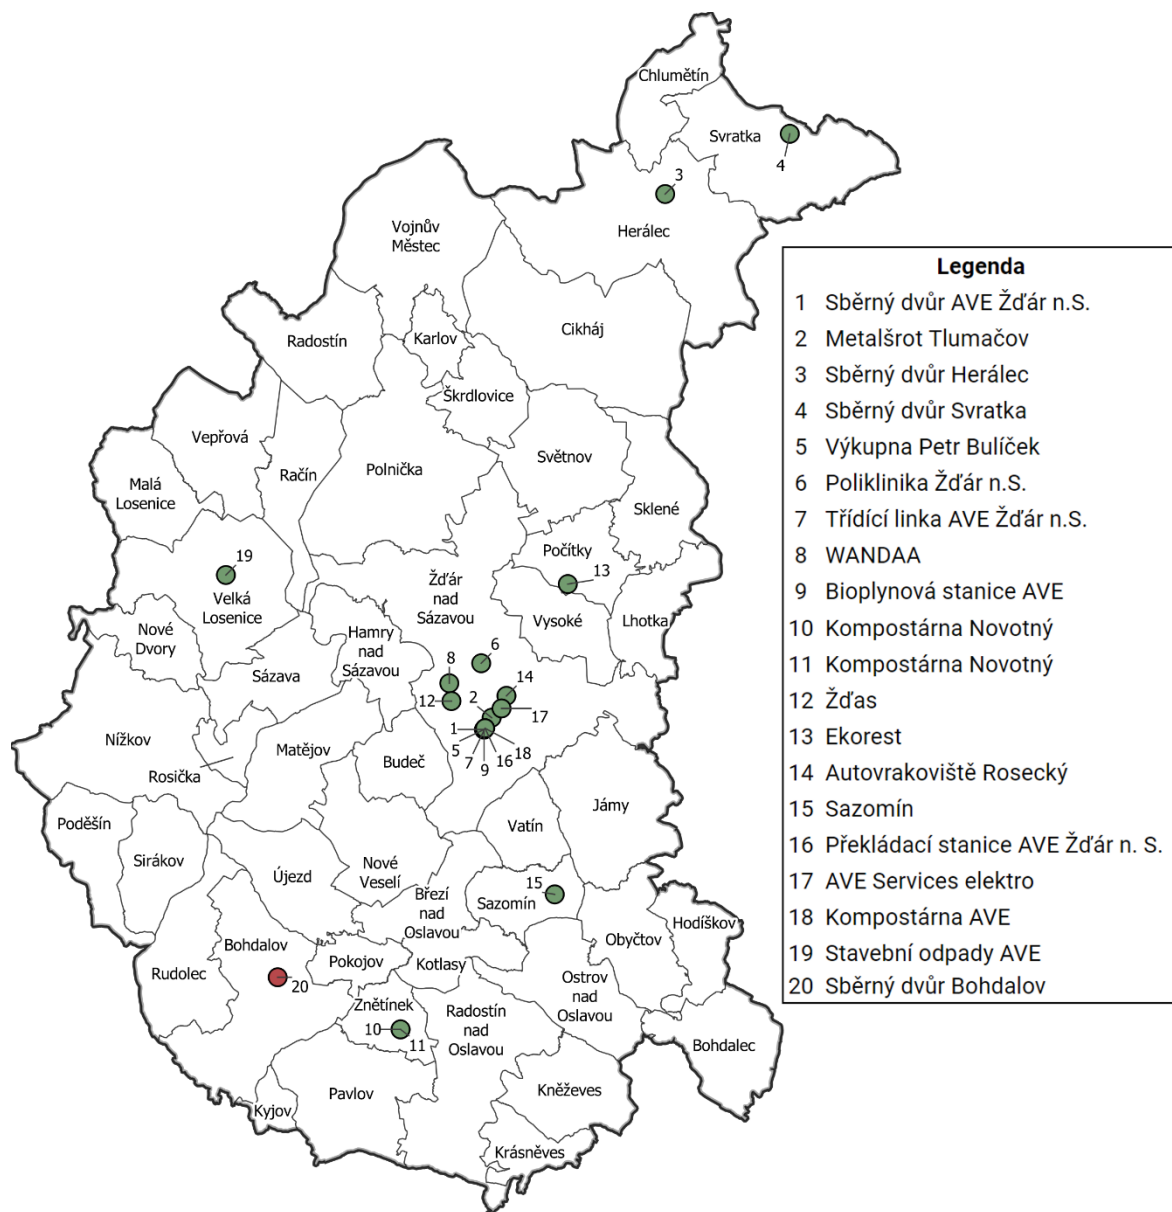 Chlumětín
Svratka
4
3
Herálec
Vojnův
Městec
Cikháj
Radostín
Karlov
Škrdlovice
Vepřová
Račín
Polnička
Světnov
Malá
Losenice
Sklené
19
Velká
Losenice
Počítky
13
Žďár
nad
Sázavou
Vysoké
Lhotka
Nové
Dvory
Hamry
nad
Sázavou
Sázava
6
8
14
12
2
17
1
5
7
9
16
18
Nížkov
Rosička
Matějov
Budeč
Jámy
Poděšín
Sirákov
Vatín
Újezd
Nové
Veselí
15
Sazomín
Březí
nad
Oslavou
Hodíškov
Obyčtov
Bohdalov
Rudolec
20
Pokojov
Kotlasy
Ostrov
nad
Oslavou
Znětínek
10
11
Radostín
nad
Oslavou
Bohdalec
Pavlov
Kněževes
Kyjov
Krásněves
Legenda
1 Sběrný dvůr AVE Žďár n.S.
2 Metalšrot Tlumačov
3 Sběrný dvůr Herálec
4 Sběrný dvůr Svratka
5 Výkupna Petr Bulíček
6 Poliklinika Žďár n.S.
7 Třídící linka AVE Žďár n.S.
8 WANDAA
9 Bioplynová stanice AVE
10 Kompostárna Novotný
11 Kompostárna Novotný
12 Žďas
13 Ekorest
14 Autovrakoviště Rosecký
15 Sazomín
16 Překládací stanice AVE Žďár n. S.
17 AVE Services elektro
18 Kompostárna AVE
19 Stavební odpady AVE
20 Sběrný dvůr Bohdalov